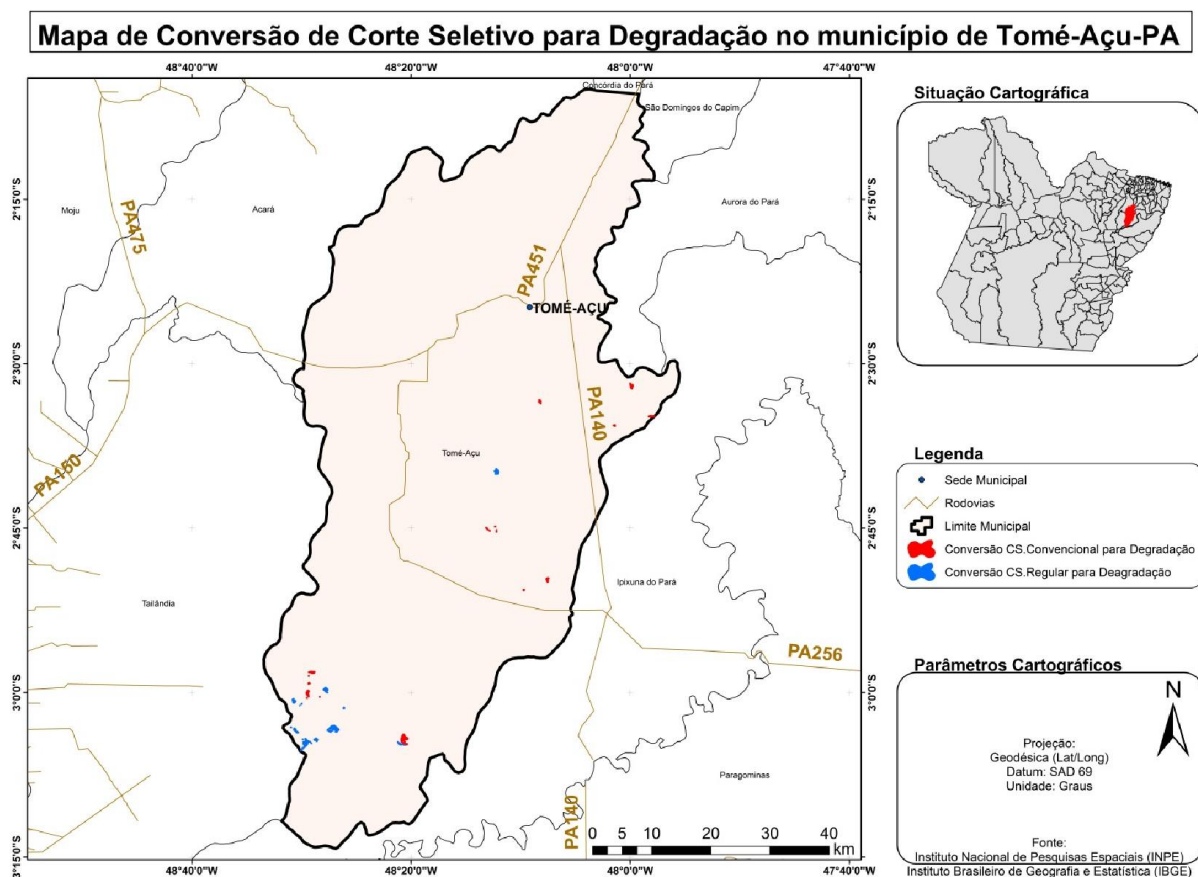 Mapa de Conversão de Corte Seletivo para Degradação no município de Tomé-Açu-PA
48°40'0"W
48°20'0"W
48°0'0"W
47°40'0"W
Concórdia do Pará
São Domingos do Capim
2°15'0"S
Moju
Acará
Aurora do Pará
2°15'0"S
PA475
PA451
TOMÉ-AÇU
2°30'0"S
2°30'0"S
PA140
PA150
Tomé-Açu
2°45'0"S
2°45'0"S
Tailândia
Ipixuna do Pará
PA256
3°0'0"S
3°0'0"S
Paragominas
PA140
0 5 10 20 30 40
km
3°15'0"S
3°15'0"S
48°40'0"W
48°20'0"W
48°0'0"W
47°40'0"W
Situação Cartográfica
Legenda
Sede Municipal
Rodovias
Limite Municipal
Conversão CS.Convencional para Degradação
Conversão CS.Regular para Deagradação
Parâmetros Cartográficos
N
Projeção:
Geodésica (Lat/Long)
Datum: SAD 69
Unidade: Graus
Fonte:
Instituto Nacional de Pesquisas Espaciais (INPE)
Instituto Brasileiro de Geografia e Estatística (IBGE)